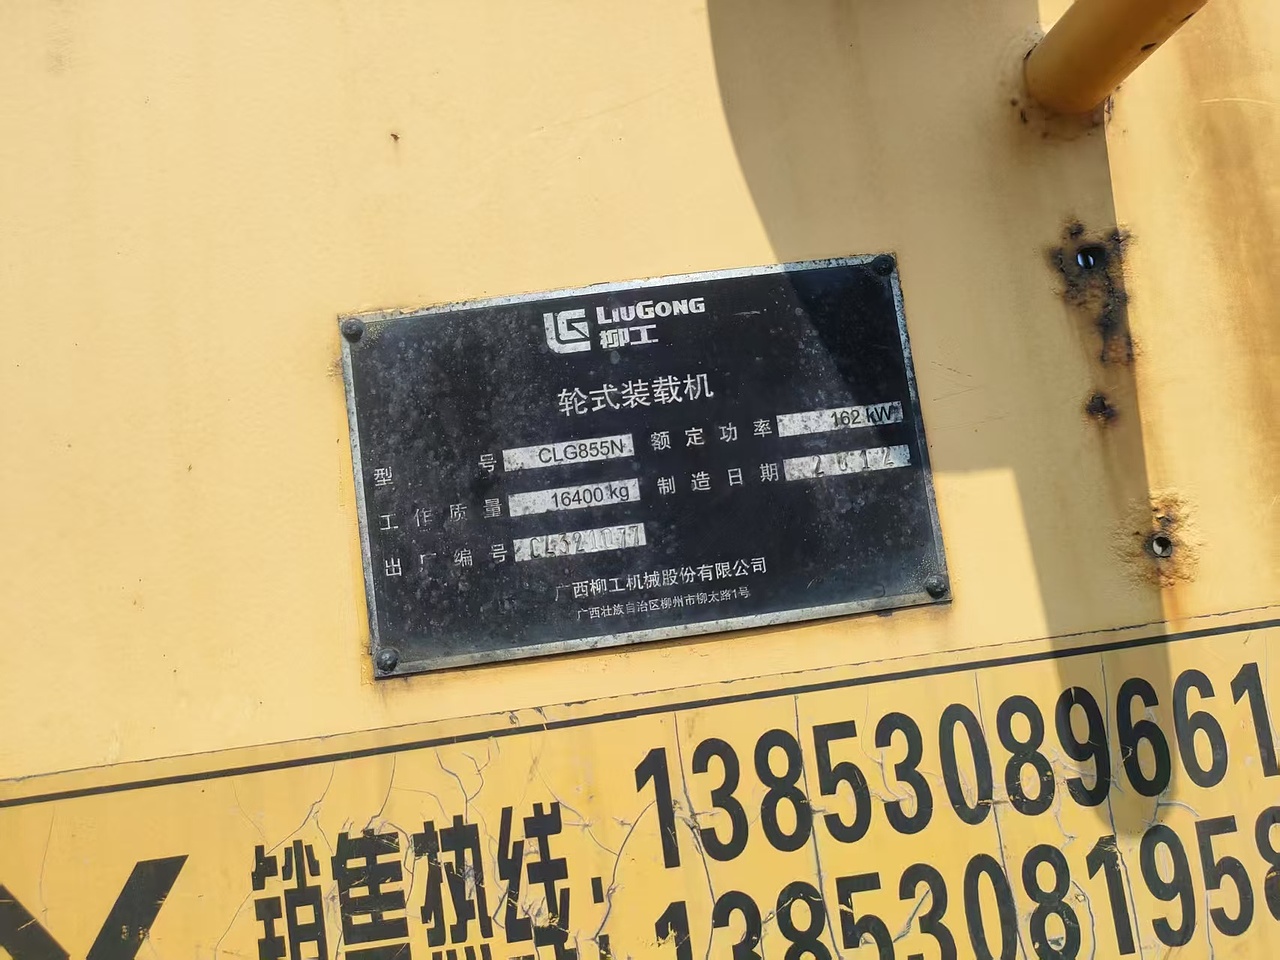 LIUGONG
柳工
轮式装载机
型 号 CLG855N 额定功率 162 kW
工作质量 16400 kg 制造日期 2012
出厂编号 CL321077
广西柳工机械股份有限公司
广西壮族自治区柳州市柳太路1号
销售热线: 13853089661
1385308195